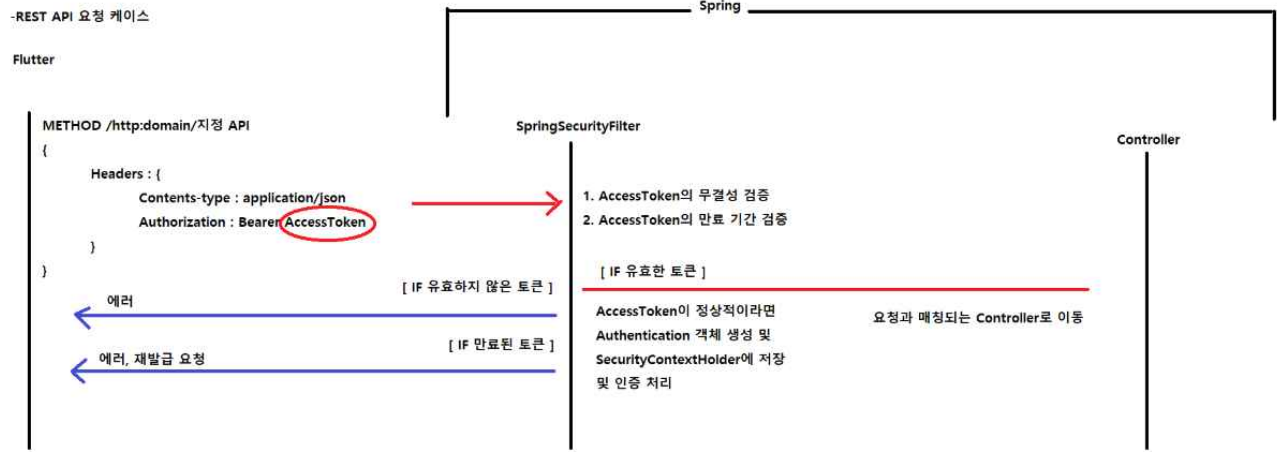 -REST API 요청 케이스
Spring
Flutter
METHOD /http:domain/지정 API
{
Headers : {
Contents-type : application/json
Authorization : Bearer AccessToken
}
}
SpringSecurityFilter
Controller
1. AccessToken의 무결성 검증
2. AccessToken의 만료 기간 검증
[ IF 유효하지 않은 토큰 ]
에러
[ IF 만료된 토큰 ]
에러, 재발급 요청
[ IF 유효한 토큰 ]
AccessToken이 정상적이라면
Authentication 객체 생성 및
SecurityContextHolder에 저장
및 인증 처리
요청과 매칭되는 Controller로 이동